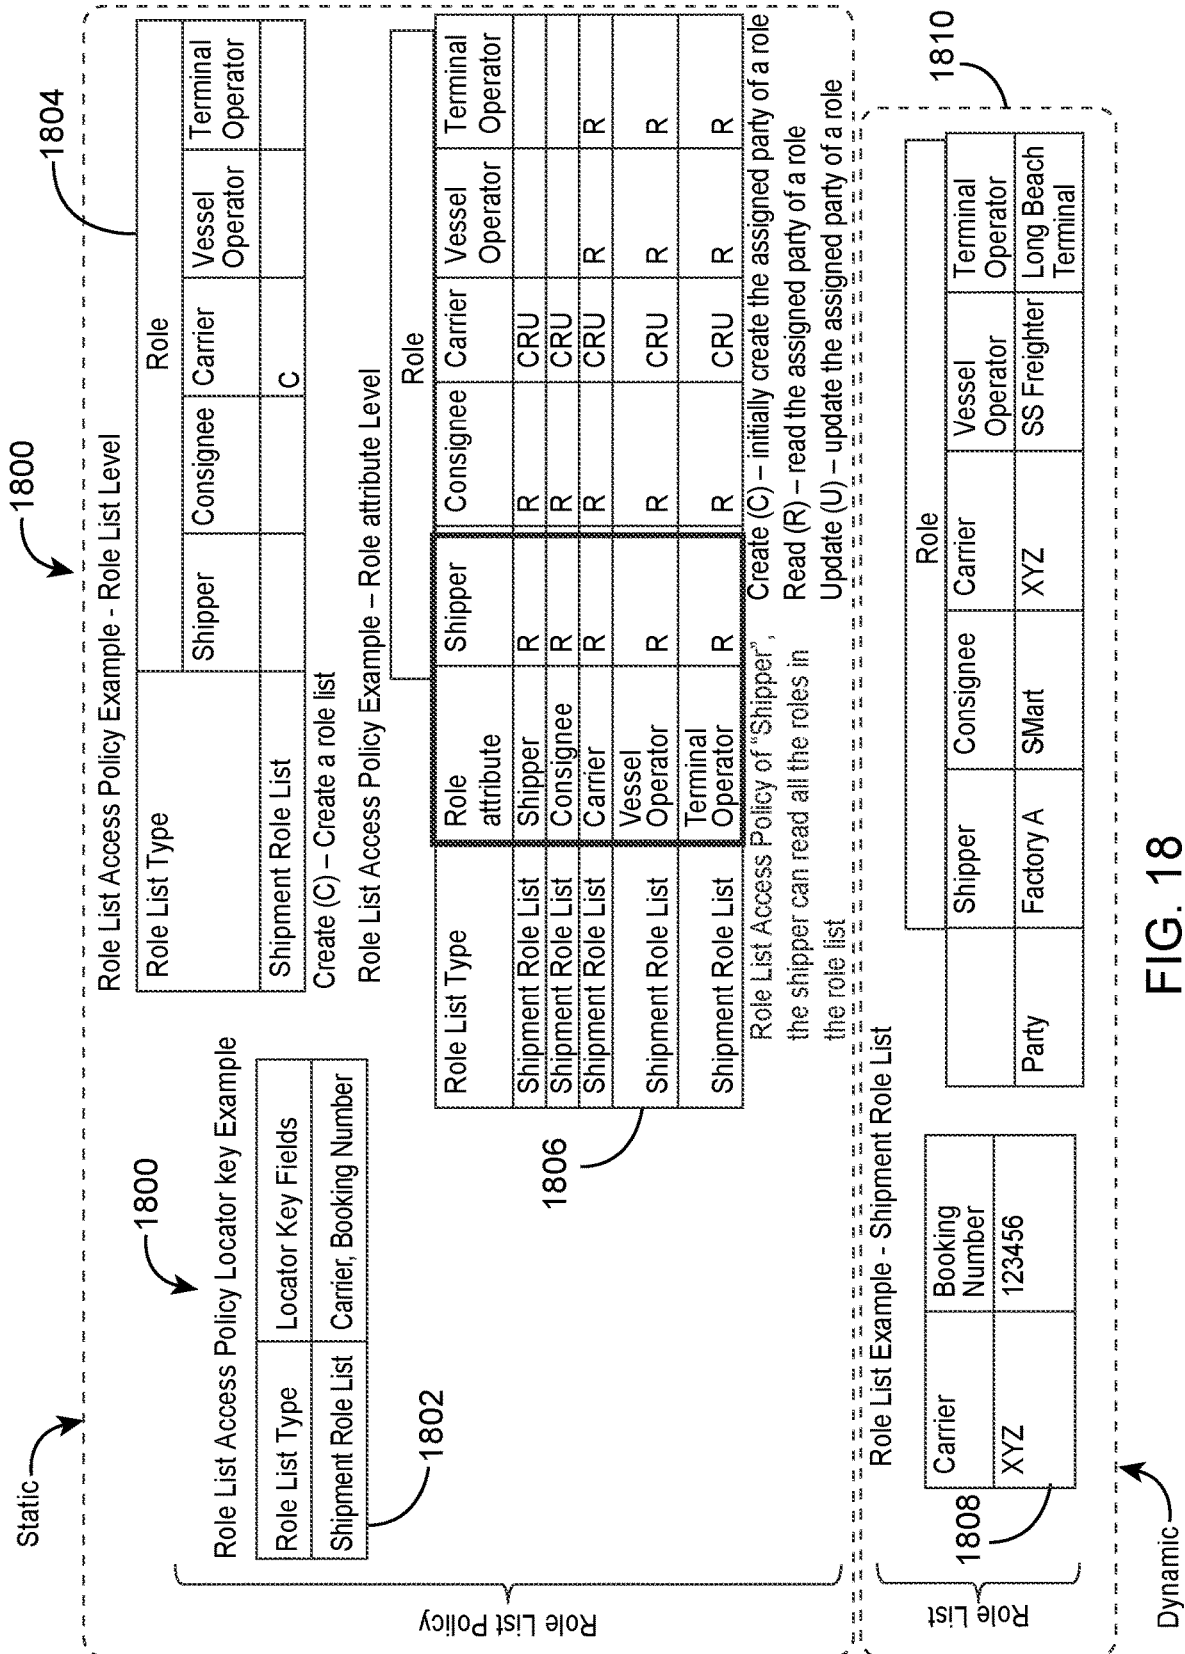 Static
1800
Role List Policy
Role List Access Policy Locator key Example
Role List Type Locator Key Fields
Shipment Role List Carrier, Booking Number
1802
1800
Role List Access Policy Example - Role List Level
1804
Role List Type Role
Shipper Consignee Carrier Vessel Operator Terminal Operator
Shipment Role List C
Create (C) – Create a role list
Role List Access Policy Example – Role attribute Level
Role
Role List Type Role attribute Shipper Consignee Carrier Vessel Operator Terminal Operator
Shipment Role List Shipper R R CRU
Shipment Role List Consignee R R CRU
Shipment Role List Carrier R R CRU R R
Shipment Role List Vessel Operator R R CRU R R
Shipment Role List Terminal Operator R R CRU R R
1806
Role List Access Policy of “Shipper”,
the shipper can read all the roles in
the role list
Create (C) – initially create the assigned party of a role
Read (R) – read the assigned party of a role
Update (U) – update the assigned party of a role
Role List
Role List Example - Shipment Role List
Carrier Booking Number
XYZ 123456
1808
1810
Role
Shipper Consignee Carrier Vessel Operator Terminal Operator
Party Factory A SMart XYZ SS Freighter Long Beach Terminal
Dynamic
FIG. 18